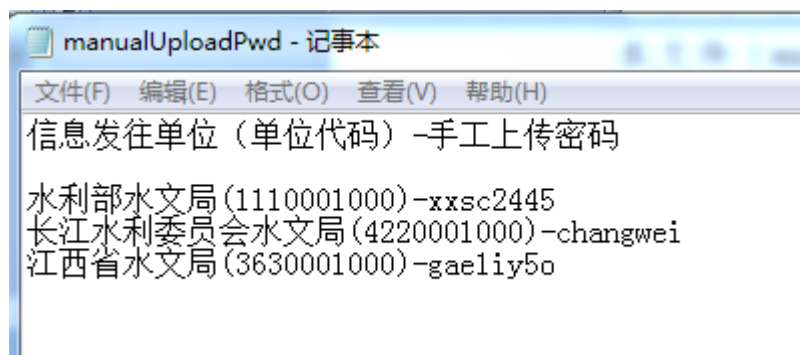 manualUploadPwd - 记事本
文件(F) 编辑(E) 格式(O) 查看(V) 帮助(H)
信息发往单位（单位代码）-手工上传密码
水利部水文局(1110001000)-xxsc2445
长江水利委员会水文局(4220001000)-changwei
江西省水文局(3630001000)-gaeliy5o